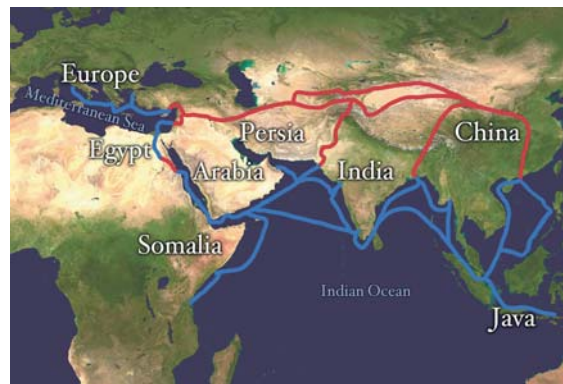 Europe
Mediterranean Sea
Egypt
Arabia
Persia
India
China
Somalia
Indian Ocean
Java